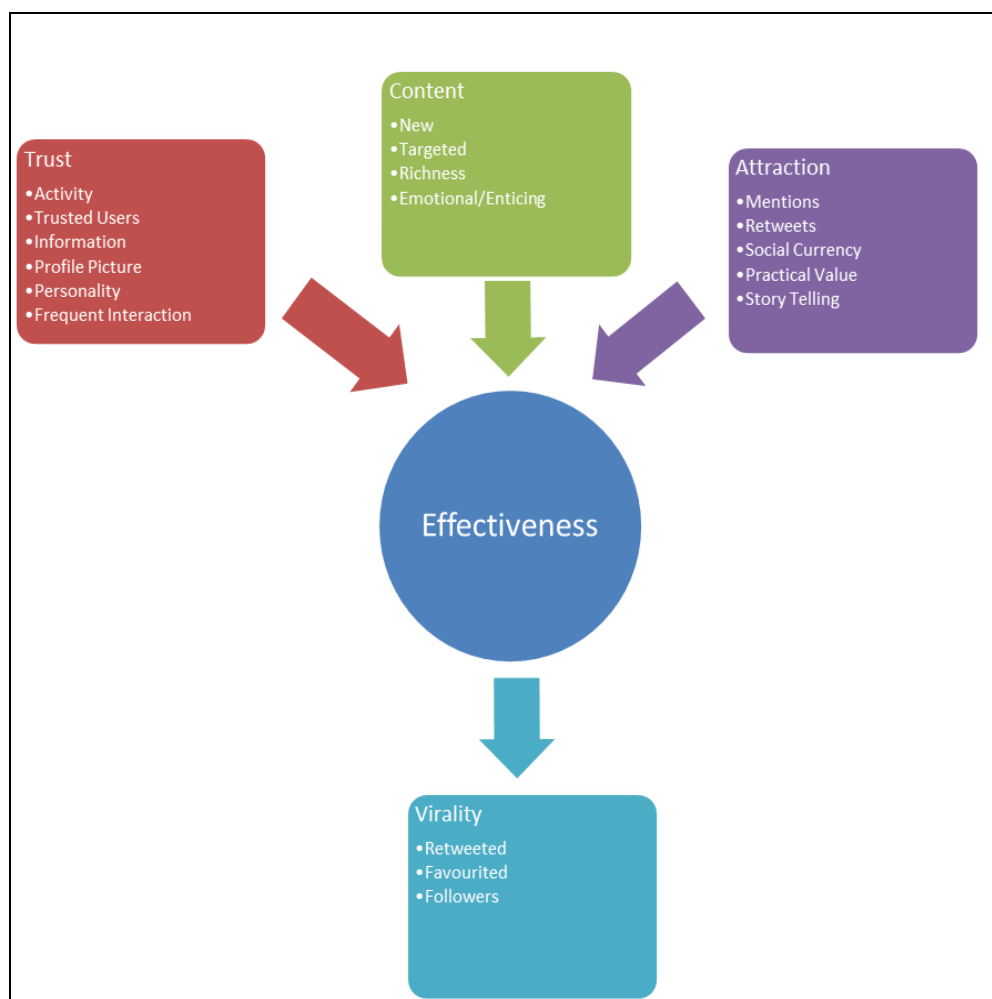 Content
•New
•Targeted
•Richness
•Emotional/Enticing
Trust
•Activity
•Trusted Users
•Information
•Profile Picture
•Personality
•Frequent Interaction
Attraction
•Mentions
•Retweets
•Social Currency
•Practical Value
•Story Telling
Effectiveness
Virality
•Retweeted
•Favourited
•Followers